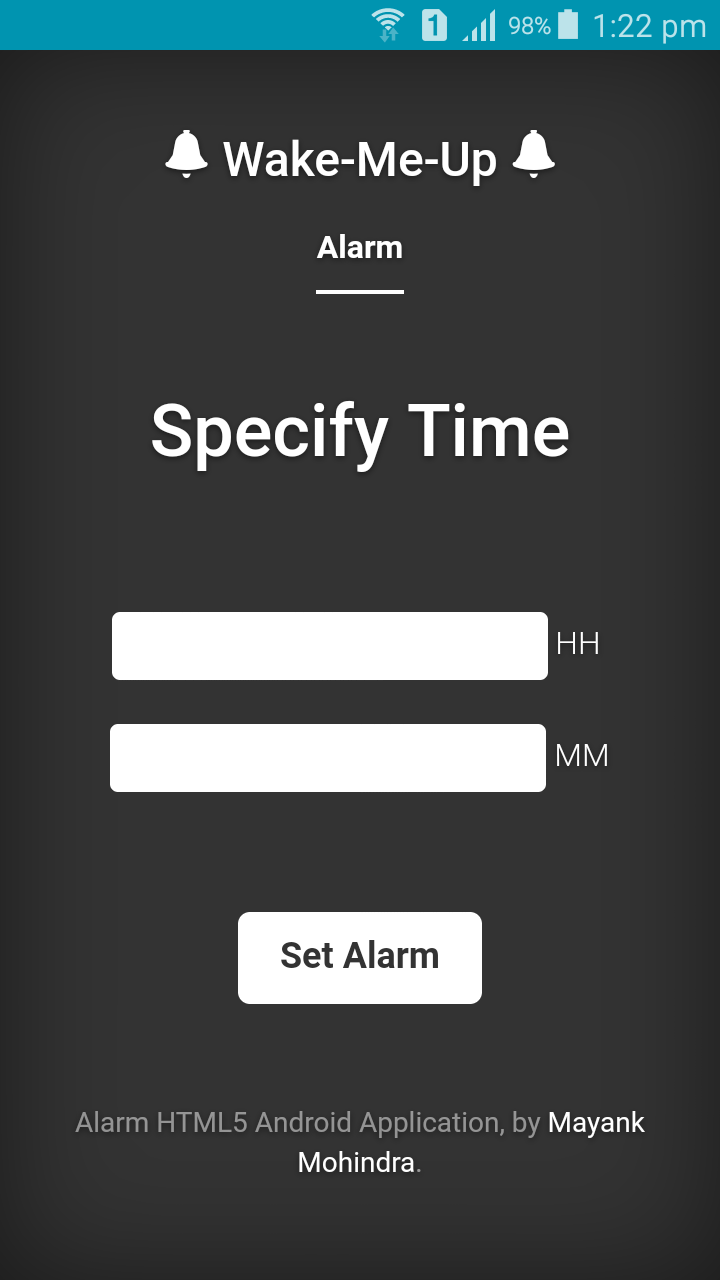 1 98% 1:22 pm
Wake-Me-Up
Alarm
Specify Time
HH
MM
Set Alarm
Alarm HTML5 Android Application, by Mayank
Mohindra.